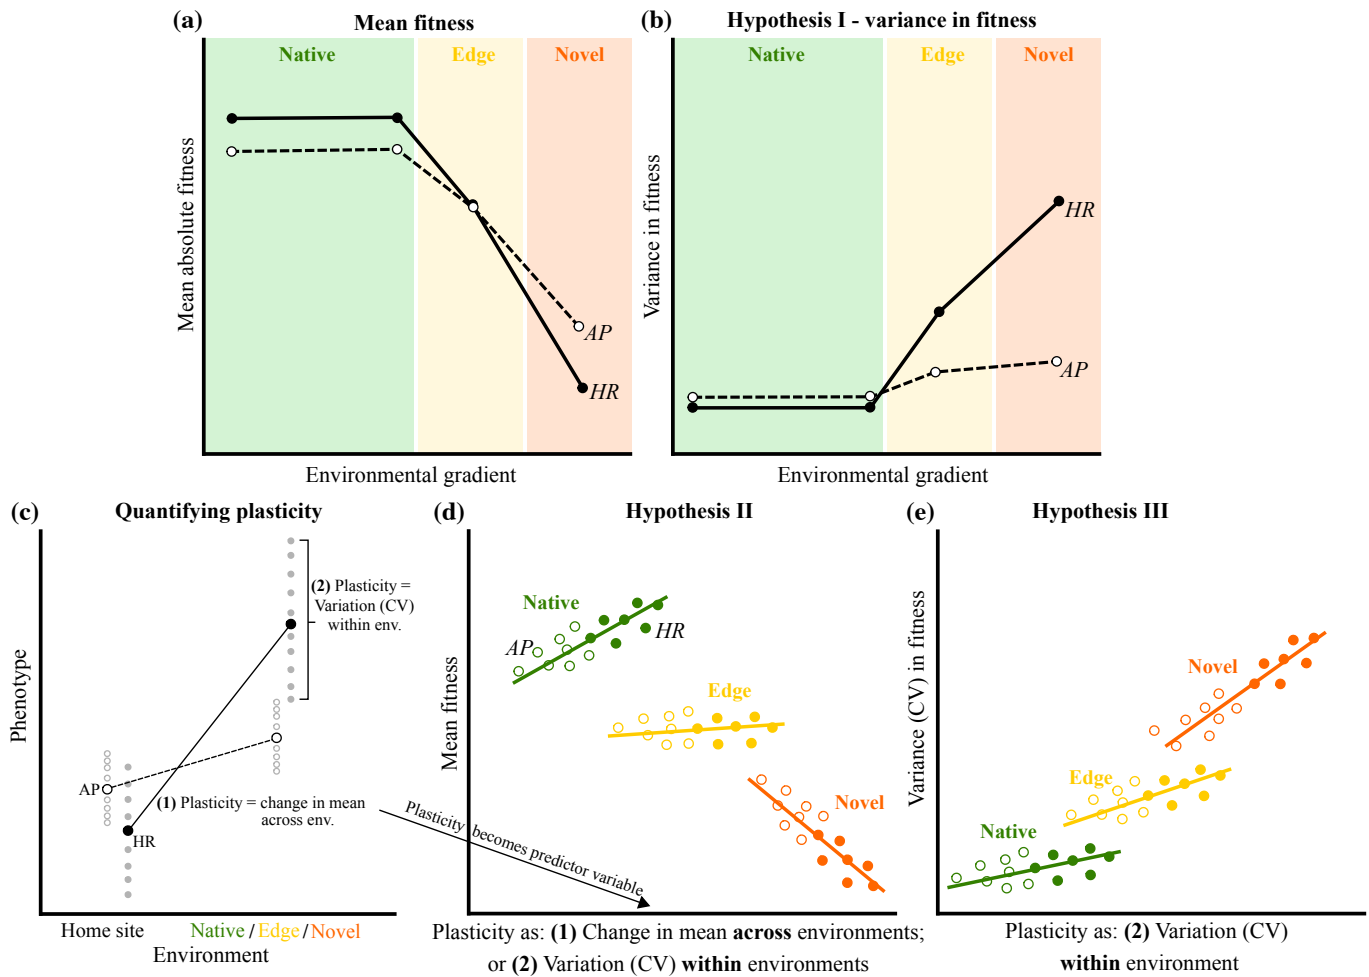 (a)
Mean fitness
Native
Edge
Novel
Mean absolute fitness
AP
HR
Environmental gradient
(b)
Hypothesis I - variance in fitness
Native
Edge
Novel
Variance in fitness
HR
AP
Environmental gradient
(c)
Quantifying plasticity
Phenotype
(2) Plasticity =
Variation (CV)
within env.
AP
(1) Plasticity = change in mean
across env.
HR
Home site
Native / Edge / Novel
Environment
(d)
Hypothesis II
Mean fitness
Native
AP
HR
Edge
Novel
Plasticity becomes predictor variable
Plasticity as: (1) Change in mean across environments;
or (2) Variation (CV) within environments
(e)
Hypothesis III
Variance (CV) in fitness
Novel
Edge
Native
Plasticity as: (2) Variation (CV)
within environment